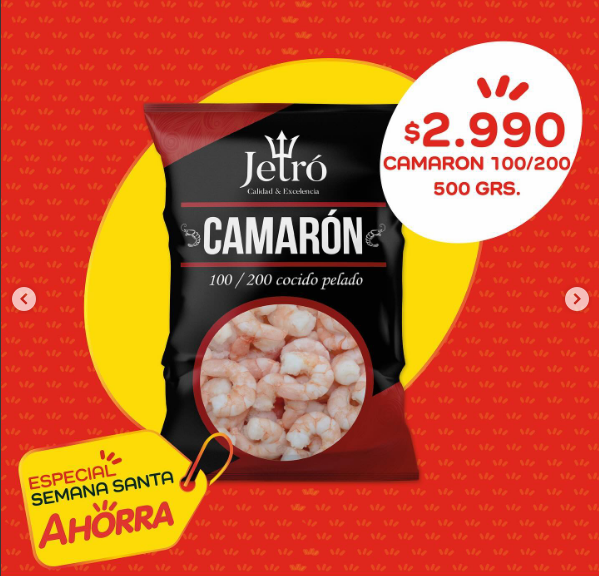 $2.990
CAMARON 100/200
500 GRS.
Jetró
Calidad & Excelencia
CAMARÓN
100 / 200 cocido pelado
ESPECIAL
SEMANA SANTA
AHORRA